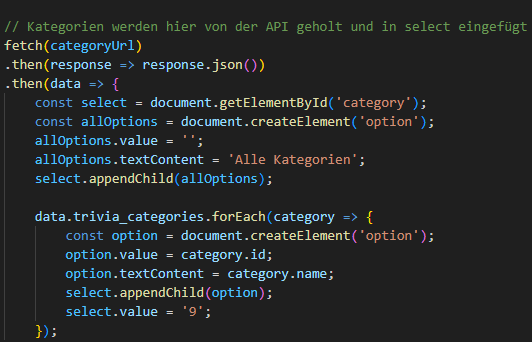 // Kategorien werden hier von der API geholt und in select eingefügt
fetch(categoryUrl)
.then(response => response.json())
.then(data => {
    const select = document.getElementById('category');
    const allOptions = document.createElement('option');
    allOptions.value = '';
    allOptions.textContent = 'Alle Kategorien';
    select.appendChild(allOptions);

    data.trivia_categories.forEach(category => {
        const option = document.createElement('option');
        option.value = category.id;
        option.textContent = category.name;
        select.appendChild(option);
        select.value = '9';
    });